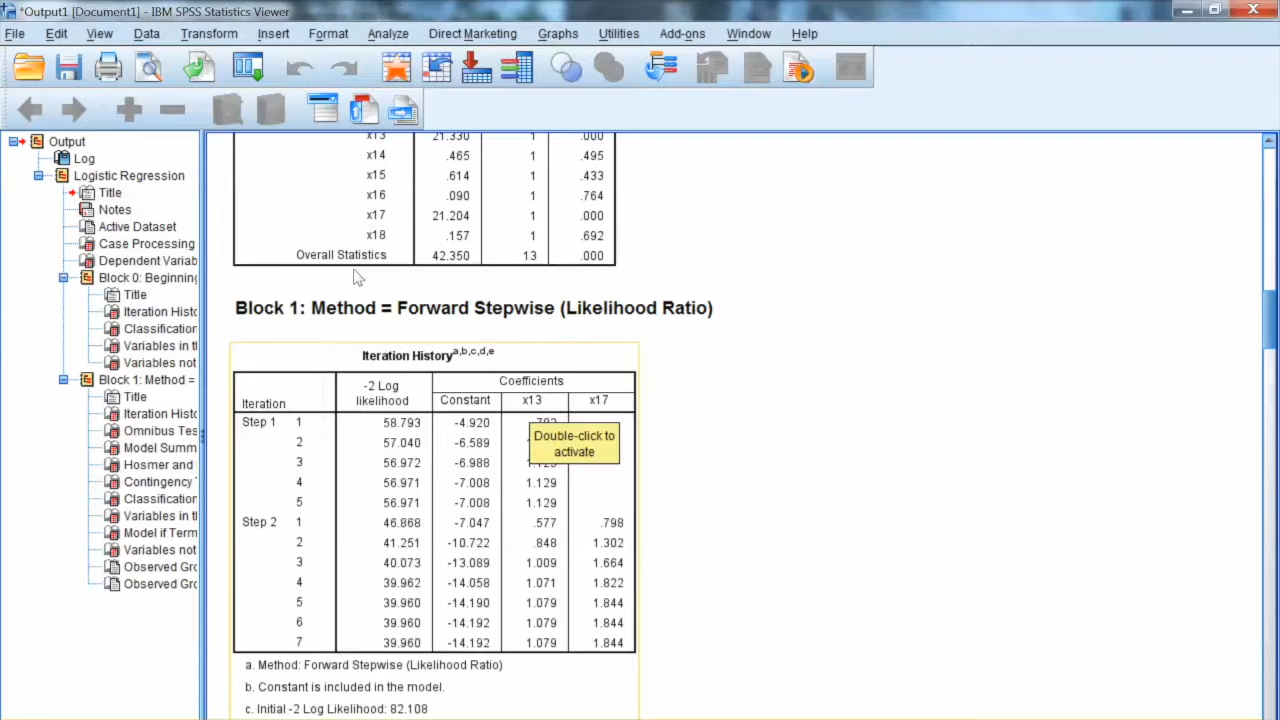 *Output1 [Document1] - IBM SPSS Statistics Viewer
File Edit View Data Transform Insert Format Analyze Direct Marketing Graphs Utilities Add-ons Window Help
Output
Log
Logistic Regression
Title
Notes
Active Dataset
Case Processing
Dependent Variab
Block 0: Beginning
Title
Iteration Histo
Classification
Variables in t
Variables not
Block 1: Method =
Title
Iteration Histo
Omnibus Tes
Model Summ
Hosmer and
Contingency
Classification
Variables in t
Model if Term
Variables not
Observed Gro
Observed Gro
x13 21.330 1 .000
x14 .465 1 .495
x15 .614 1 .433
x16 .090 1 .764
x17 21.204 1 .000
x18 .157 1 .692
Overall Statistics 42.350 13 .000
Block 1: Method = Forward Stepwise (Likelihood Ratio)
Iteration History a,b,c,d,e
Iteration -2 Log likelihood Coefficients
Constant x13 x17
Step 1 1 58.793 -4.920
2 57.040 -6.589
3 56.972 -6.988
4 56.971 -7.008 1.129
5 56.971 -7.008 1.129
Step 2 1 46.868 -7.047 .577 .798
2 41.251 -10.722 .848 1.302
3 40.073 -13.089 1.009 1.664
4 39.962 -14.058 1.071 1.822
5 39.960 -14.190 1.079 1.844
6 39.960 -14.192 1.079 1.844
7 39.960 -14.192 1.079 1.844
Double-click to
activate
a. Method: Forward Stepwise (Likelihood Ratio)
b. Constant is included in the model.
c. Initial -2 Log Likelihood: 82.108